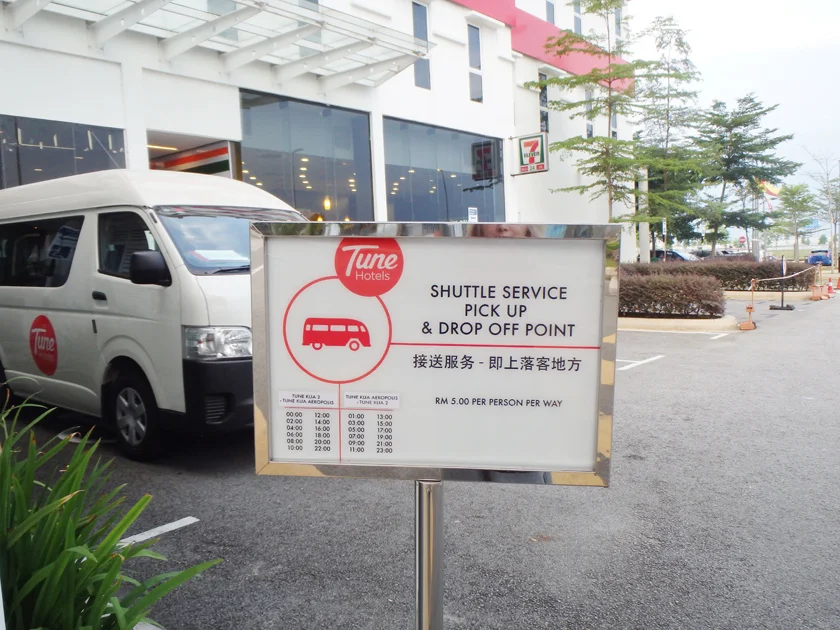 Tune
Hotels
SHUTTLE SERVICE
PICK UP
& DROP OFF POINT
接送服务 - 即上落客地方
RM 5.00 PER PERSON PER WAY
TUNE KLIA 2
- TUNE KLIA AEROPOLIS
00:00 12:00
02:00 14:00
04:00 16:00
06:00 18:00
08:00 20:00
10:00 22:00
TUNE KLIA AEROPOLIS
- TUNE KLIA 2
01:00 13:00
03:00 15:00
05:00 17:00
07:00 19:00
09:00 21:00
11:00 23:00
Tune
7
ELEVEN